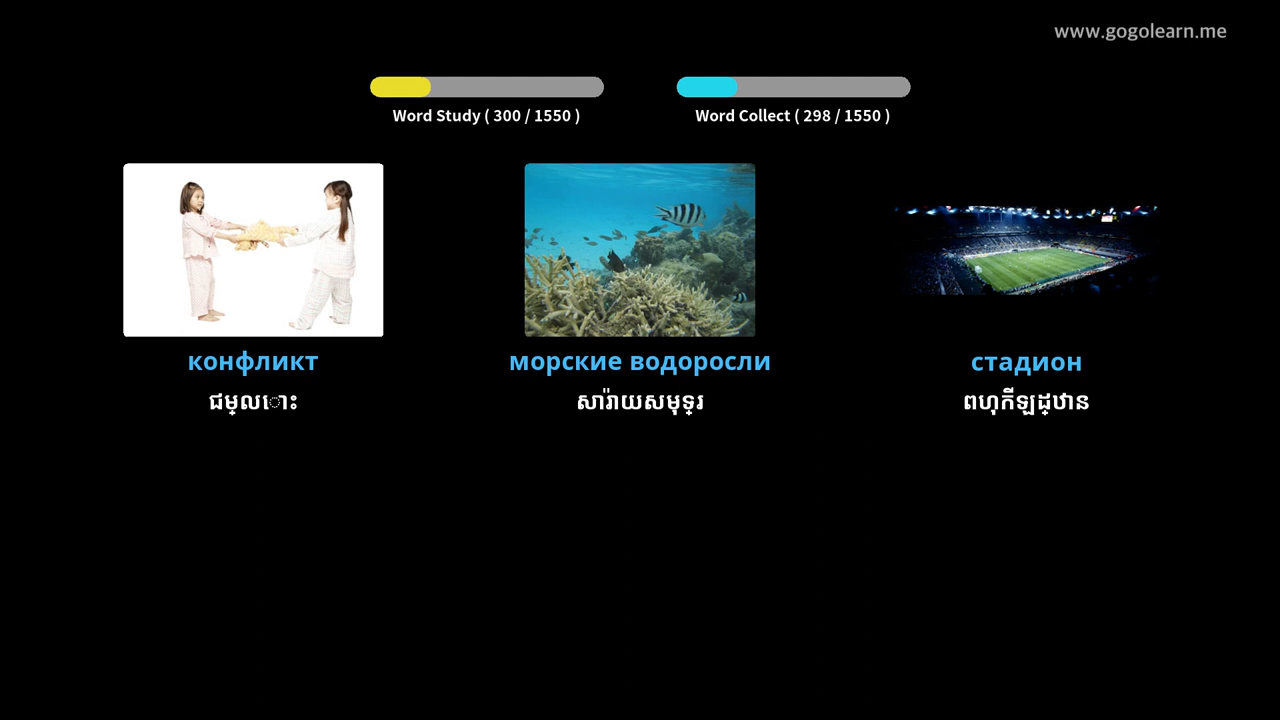 www.gogolearn.me
Word Study ( 300 / 1550 )
Word Collect ( 298 / 1550 )
конфликт
морские водоросли
стадион
ជម្លោះ
សារ៉ាយសមុទ្រ
ពហុកីឡដ្ឋាន